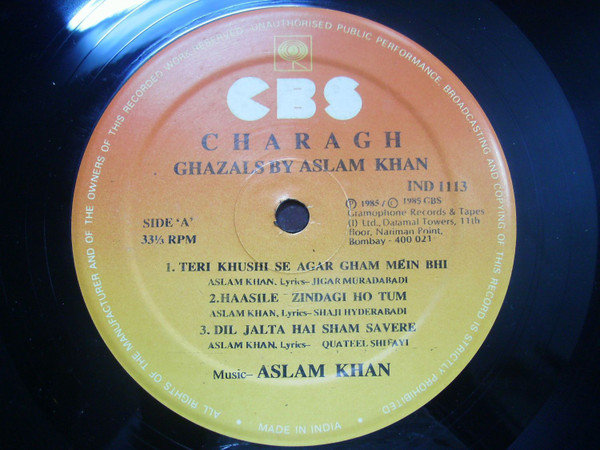 ALL RIGHTS OF THE MANUFACTURER AND OF THE OWNERS OF THIS RECORDED WORK RESERVED. UNAUTHORISED PUBLIC PERFORMANCE, BROADCASTING AND COPYING OF THIS RECORD IS STRICTLY PROHIBITED
CBS
CHARAGH
GHAZALS BY ASLAM KHAN
IND 1113
Ⓟ 1985 / Ⓒ 1985 CBS
Gramophone Records & Tapes
(I) Ltd., Dalamal Towers, 11th
floor, Nariman Point,
Bombay - 400 021
SIDE 'A'
33⅓ RPM
1. TERI KHUSHI SE AGAR GHAM MEIN BHI
ASLAM KHAN, Lyrics- JIGAR MURADABADI
2. HAASILE - ZINDAGI HO TUM
ASLAM KHAN, Lyrics- SHAJI HYDERABADI
3. DIL JALTA HAI SHAM SAVERE
ASLAM KHAN, Lyrics- QUATEEL SHIFAYI
Music- ASLAM KHAN
MADE IN INDIA